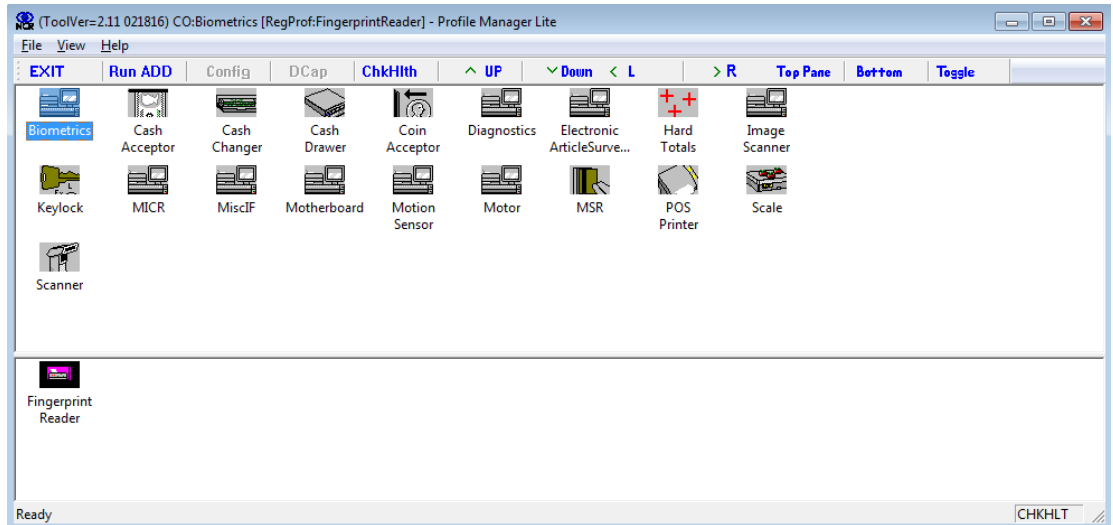 NCR (ToolVer=2.11 021816) CO:Biometrics [RegProf:FingerprintReader] - Profile Manager Lite
File View Help
EXIT Run ADD Config DCap ChkHlth ^ UP ˅ Down < L > R Top Pane Bottom Toggle
Biometrics Cash Cash Cash Coin Diagnostics Electronic Hard Image
Acceptor Changer Drawer Acceptor ArticleSurve... Totals Scanner
Keylock MICR MiscIF Motherboard Motion Motor MSR POS Scale
Sensor Printer
Scanner
Fingerprint
Reader
Ready CHKHLT